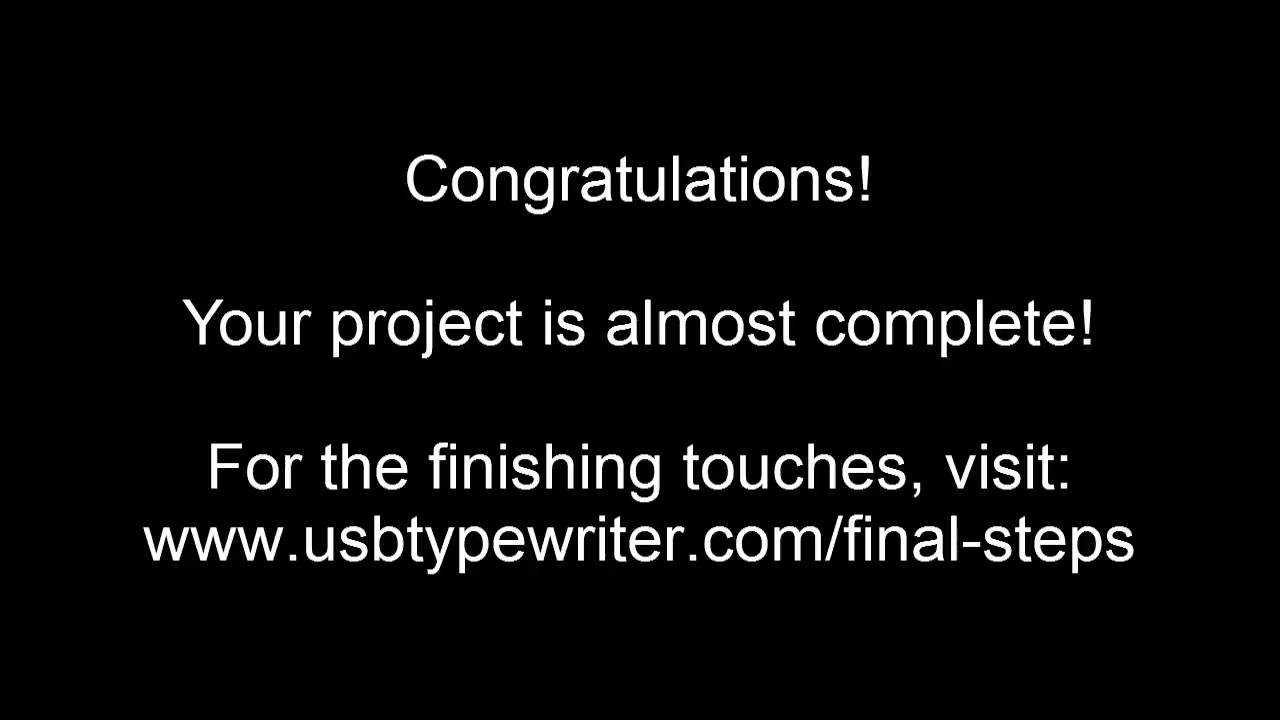 Congratulations!
Your project is almost complete!
For the finishing touches, visit:
www.usbtypewriter.com/final-steps